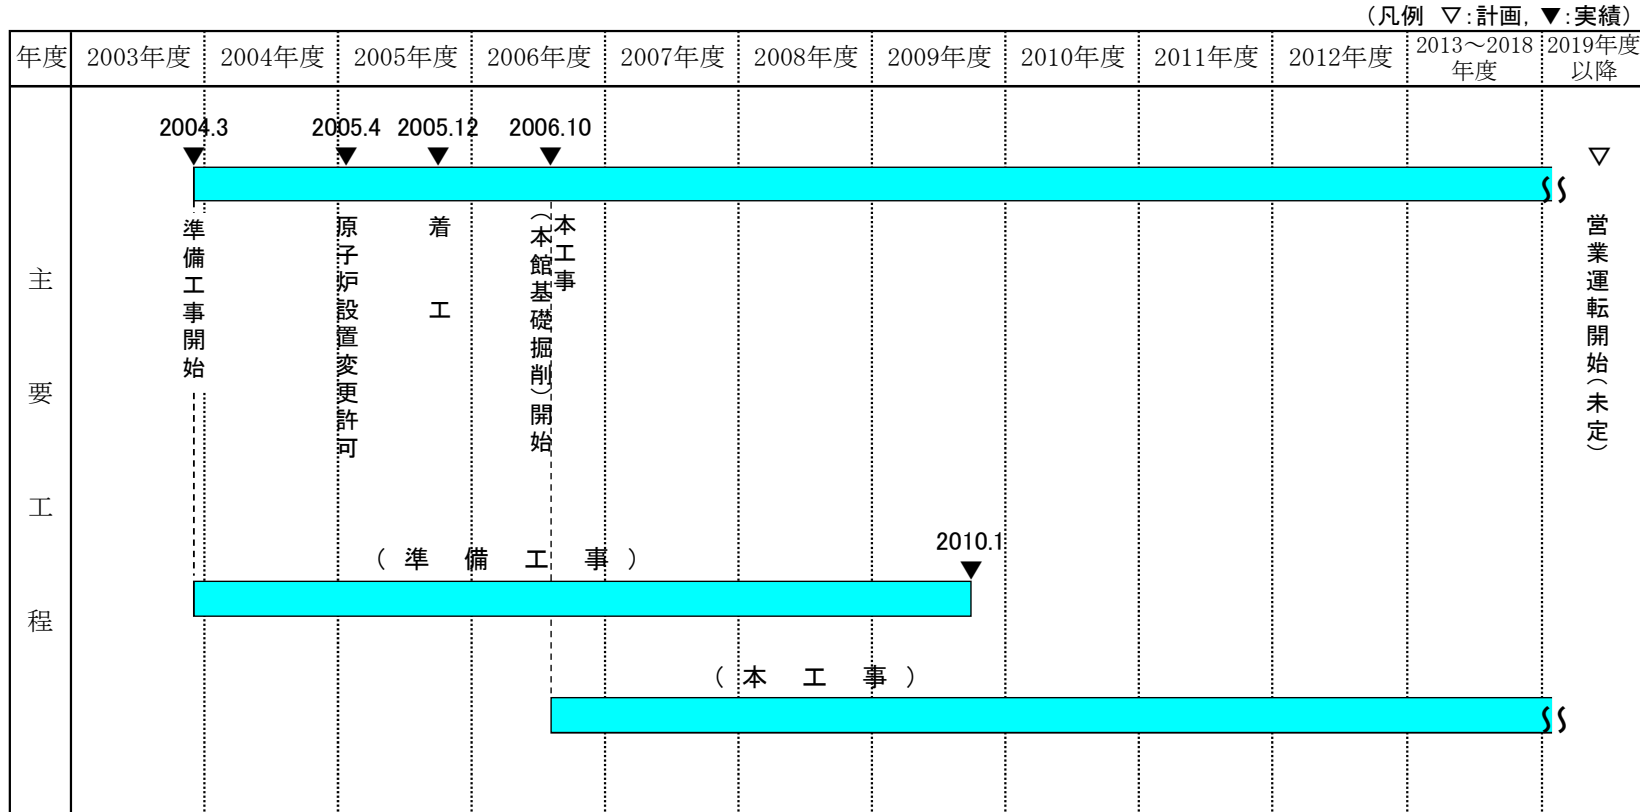 (凡例 ▽:計画, ▼:実績)
年度
2003年度
2004年度
2005年度
2006年度
2007年度
2008年度
2009年度
2010年度
2011年度
2012年度
2013~2018
年度
2019年度
以降
主要工程
2004.3
▼
2005.4
▼
2005.12
▼
2006.10
▼
▽
準備工事開始
原子炉設置変更許可
着工
本工事
(本館基礎掘削)開始
営業運転開始(未定)
2010.1
▼
(準備工事)
(本工事)